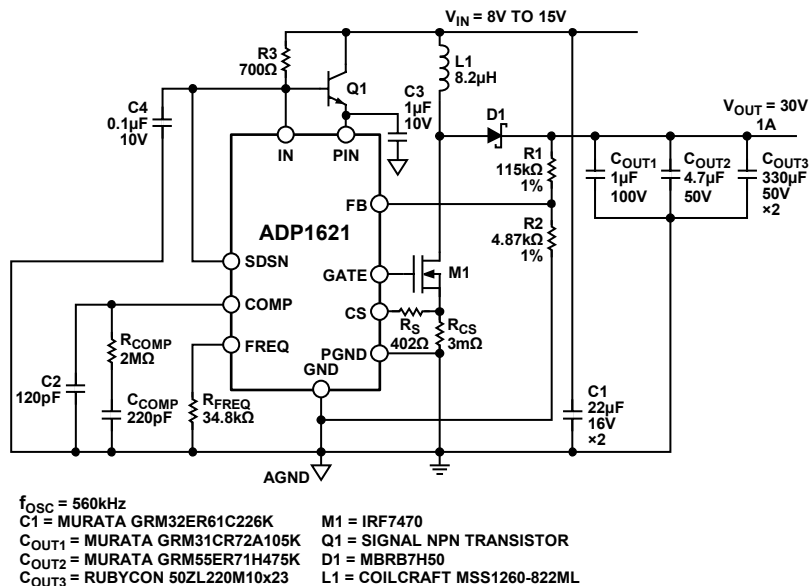 V_IN = 8V TO 15V
R3
700Ω
L1
8.2µH
Q1
C3
1µF
10V
C4
0.1µF
10V
D1
V_OUT = 30V
1A
IN
PIN
R1
115kΩ
1%
C_OUT1
1µF
100V
C_OUT2
4.7µF
50V
C_OUT3
330µF
50V
×2
FB
ADP1621
R2
4.87kΩ
1%
SDSN
GATE
M1
COMP
CS
R_S
402Ω
R_CS
3mΩ
R_COMP
2MΩ
FREQ
PGND
GND
C2
120pF
C_COMP
220pF
R_FREQ
34.8kΩ
C1
22µF
16V
×2
AGND
f_OSC = 560kHz
C1 = MURATA GRM32ER61C226K M1 = IRF7470
C_OUT1 = MURATA GRM31CR72A105K Q1 = SIGNAL NPN TRANSISTOR
C_OUT2 = MURATA GRM55ER71H475K D1 = MBRB7H50
C_OUT3 = RUBYCON 50ZL220M10x23 L1 = COILCRAFT MSS1260-822ML